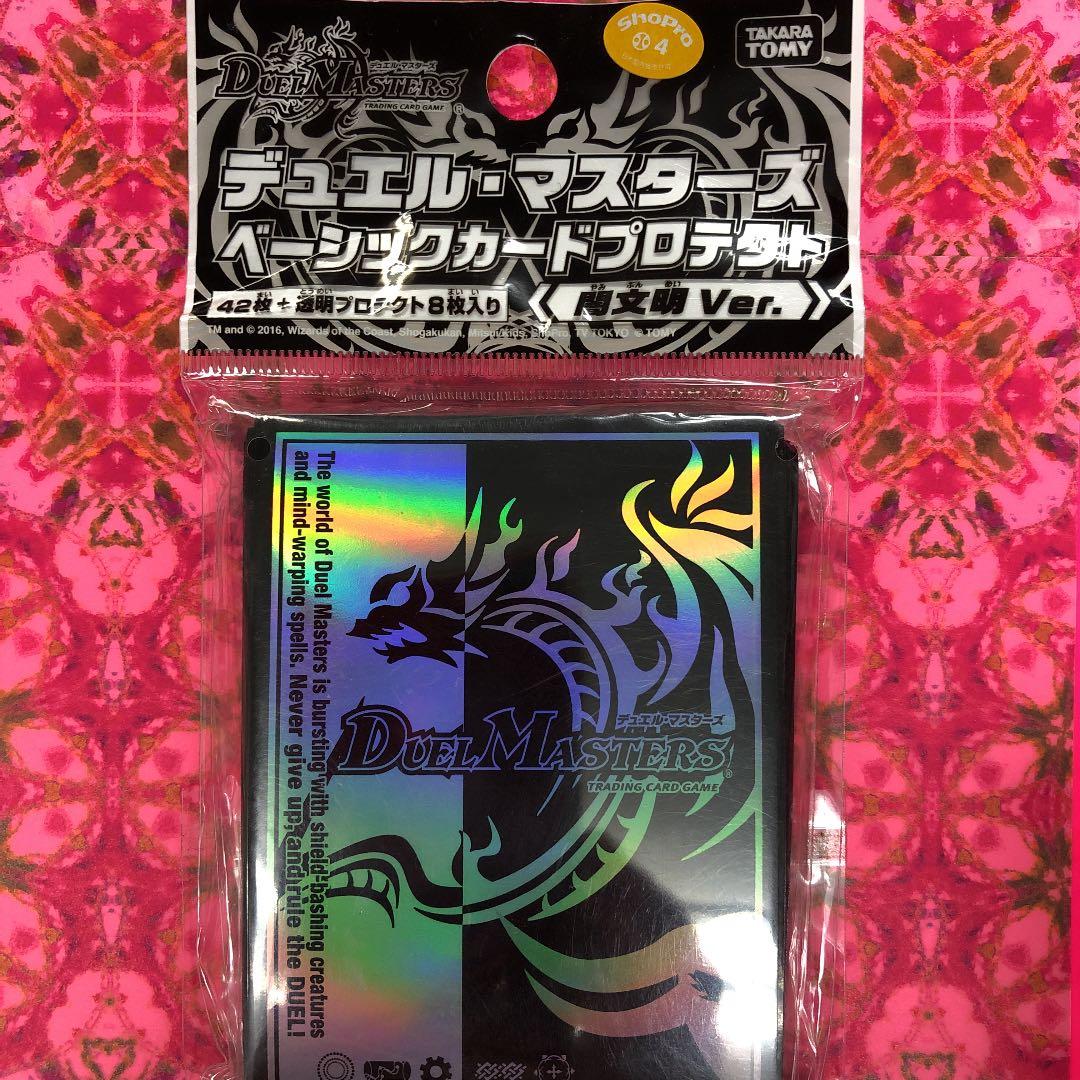 デュエル・マスターズ
DUEL MASTERS
TRADING CARD GAME ®
ShoPro
4
TAKARA TOMY
デュエル・マスターズ
ベーシックカードプロテクト
42枚+透明プロテクト8枚入り
闇文明 Ver.
TM and © 2016, Wizards of the Coast, Shogakukan, Mitsui/Kids, ShoPro, TV TOKYO © TOMY
The world of Duel Masters is bursting with shield-bashing creatures
and mind-warping spells. Never give up, and rule the DUEL!
デュエル・マスターズ
DUEL MASTERS®
TRADING CARD GAME